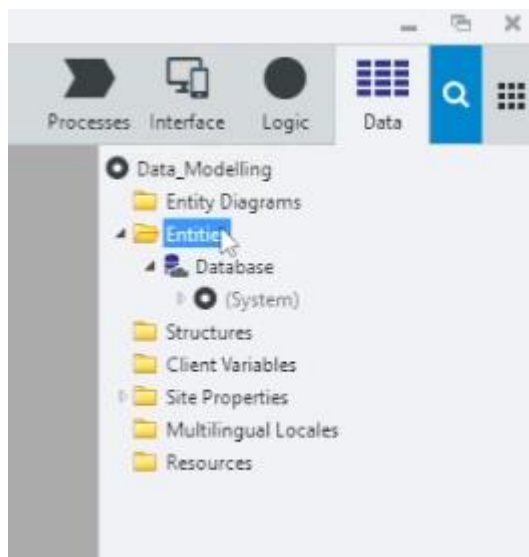 Processes Interface Logic Data
Data_Modelling
Entity Diagrams
Entities
Database
(System)
Structures
Client Variables
Site Properties
Multilingual Locales
Resources